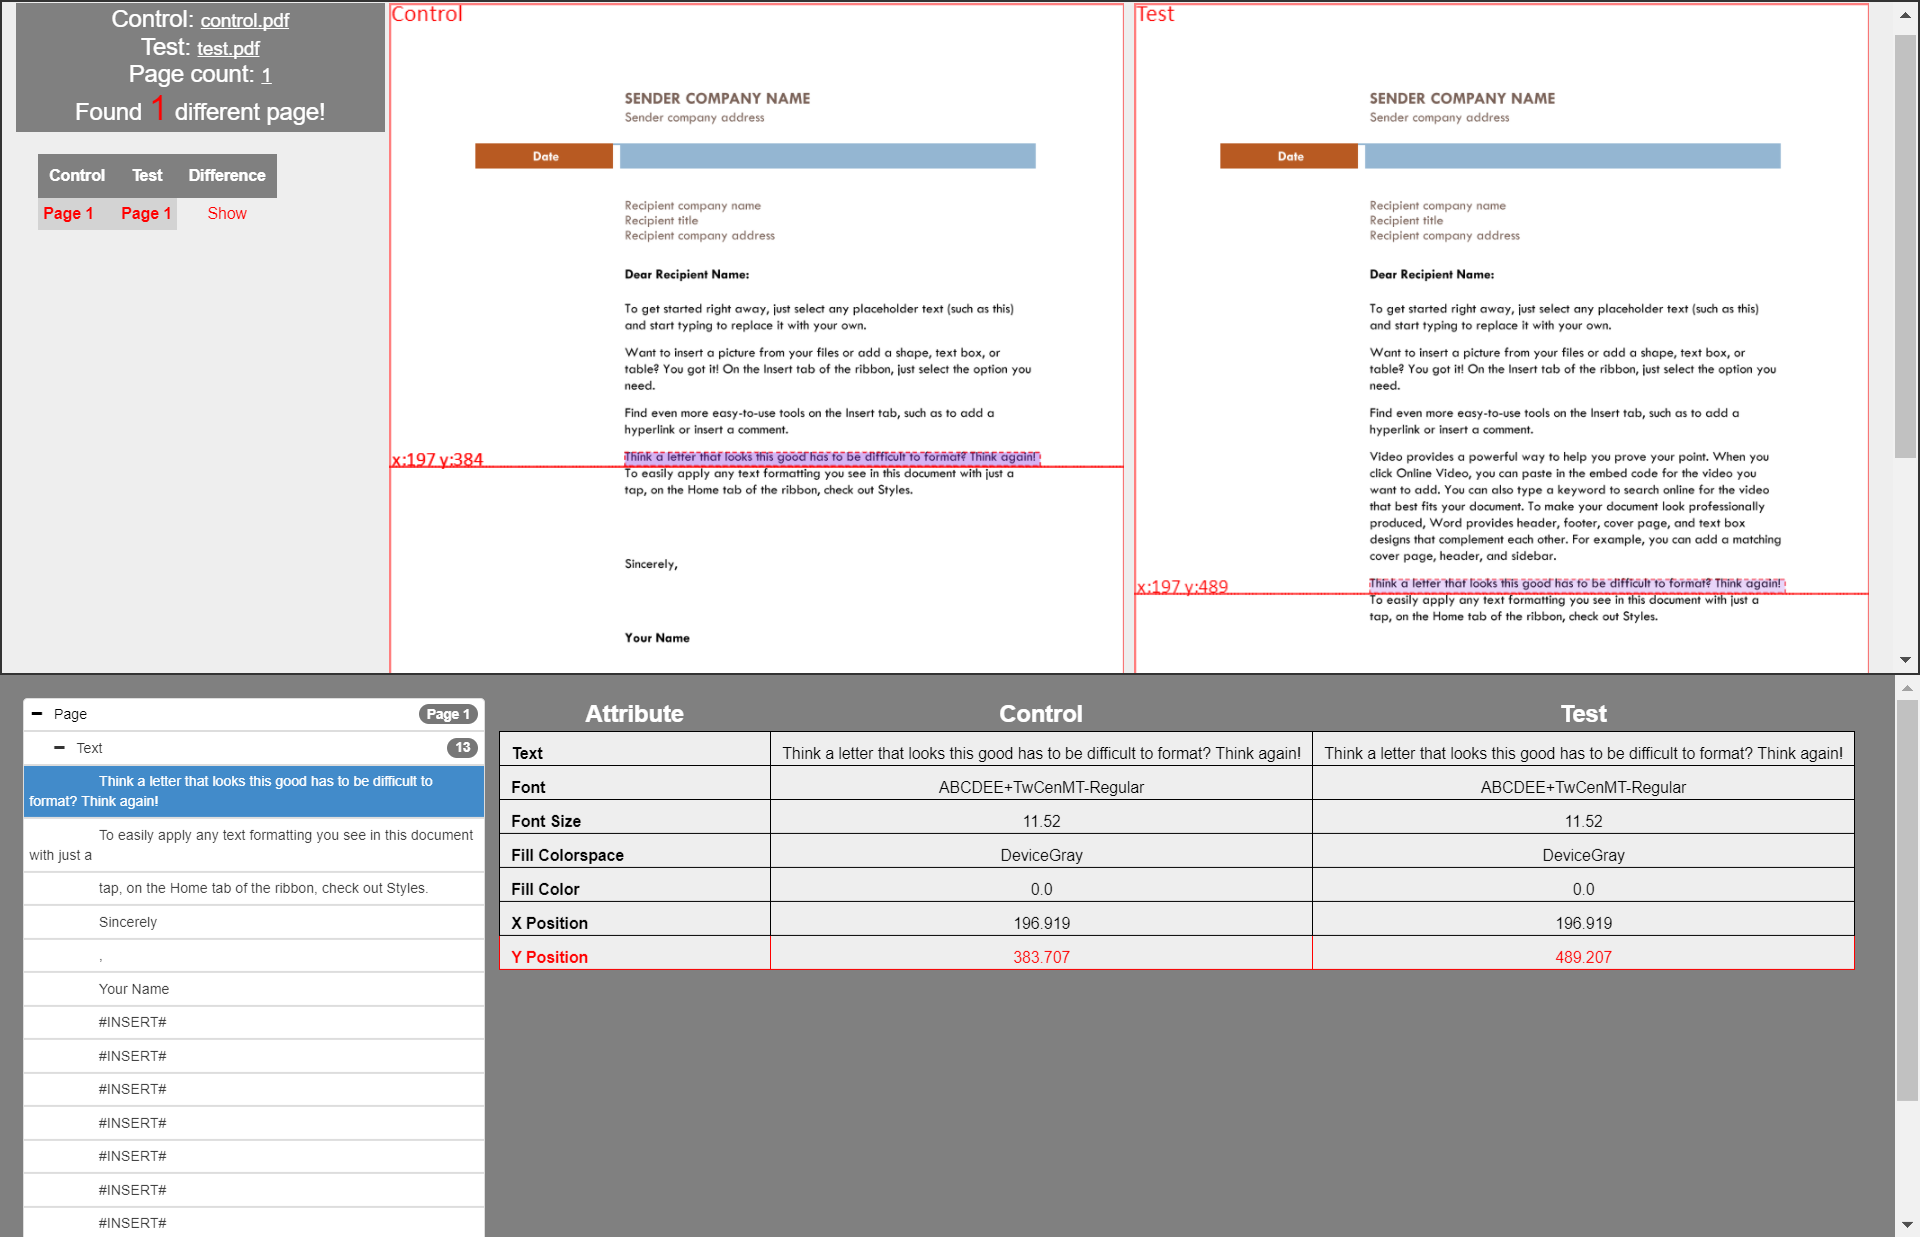 Control: control.pdf
Test: test.pdf
Page count: 1
Found 1 different page!
Control Test Difference
Page 1 Page 1 Show
Control
SENDER COMPANY NAME
Sender company address
Date
Recipient company name
Recipient title
Recipient company address
Dear Recipient Name:
To get started right away, just select any placeholder text (such as this)
and start typing to replace it with your own.
Want to insert a picture from your files or add a shape, text box, or
table? You got it! On the Insert tab of the ribbon, just select the option you
need.
Find even more easy-to-use tools on the Insert tab, such as to add a
hyperlink or insert a comment.
x:197 y:384
Think a letter that looks this good has to be difficult to format? Think again!
To easily apply any text formatting you see in this document with just a
tap, on the Home tab of the ribbon, check out Styles.
Sincerely,
Your Name
Test
SENDER COMPANY NAME
Sender company address
Date
Recipient company name
Recipient title
Recipient company address
Dear Recipient Name:
To get started right away, just select any placeholder text (such as this)
and start typing to replace it with your own.
Want to insert a picture from your files or add a shape, text box, or
table? You got it! On the Insert tab of the ribbon, just select the option you
need.
Find even more easy-to-use tools on the Insert tab, such as to add a
hyperlink or insert a comment.
Video provides a powerful way to help you prove your point. When you
click Online Video, you can paste in the embed code for the video you
want to add. You can also type a keyword to search online for the video
that best fits your document. To make your document look professionally
produced, Word provides header, footer, cover page, and text box
designs that complement each other. For example, you can add a matching
cover page, header, and sidebar.
x:197 y:489
Think a letter that looks this good has to be difficult to format? Think again!
To easily apply any text formatting you see in this document with just a
tap, on the Home tab of the ribbon, check out Styles.
Page Page 1
Text 13
Think a letter that looks this good has to be difficult to
format? Think again!
To easily apply any text formatting you see in this document
with just a
tap, on the Home tab of the ribbon, check out Styles.
Sincerely
,
Your Name
#INSERT#
#INSERT#
#INSERT#
#INSERT#
#INSERT#
#INSERT#
#INSERT#
Attribute Control Test
Text Think a letter that looks this good has to be difficult to format? Think again! Think a letter that looks this good has to be difficult to format? Think again!
Font ABCDEE+TwCenMT-Regular ABCDEE+TwCenMT-Regular
Font Size 11.52 11.52
Fill Colorspace DeviceGray DeviceGray
Fill Color 0.0 0.0
X Position 196.919 196.919
Y Position 383.707 489.207